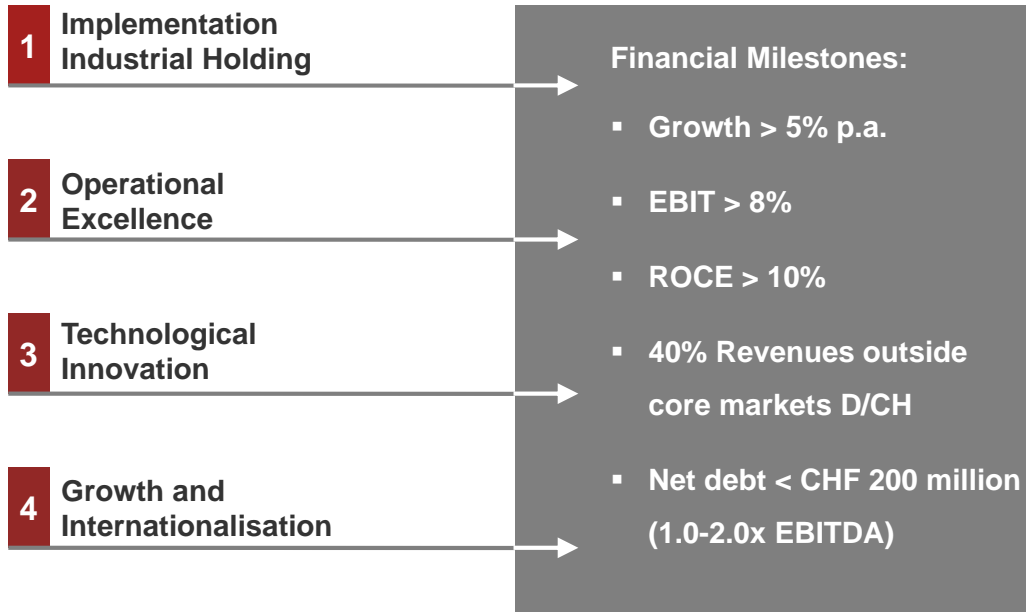 1
Implementation
Industrial Holding
2
Operational
Excellence
3
Technological
Innovation
4
Growth and
Internationalisation
Financial Milestones:
▪ Growth > 5% p.a.
▪ EBIT > 8%
▪ ROCE > 10%
▪ 40% Revenues outside
core markets D/CH
▪ Net debt < CHF 200 million
(1.0-2.0x EBITDA)